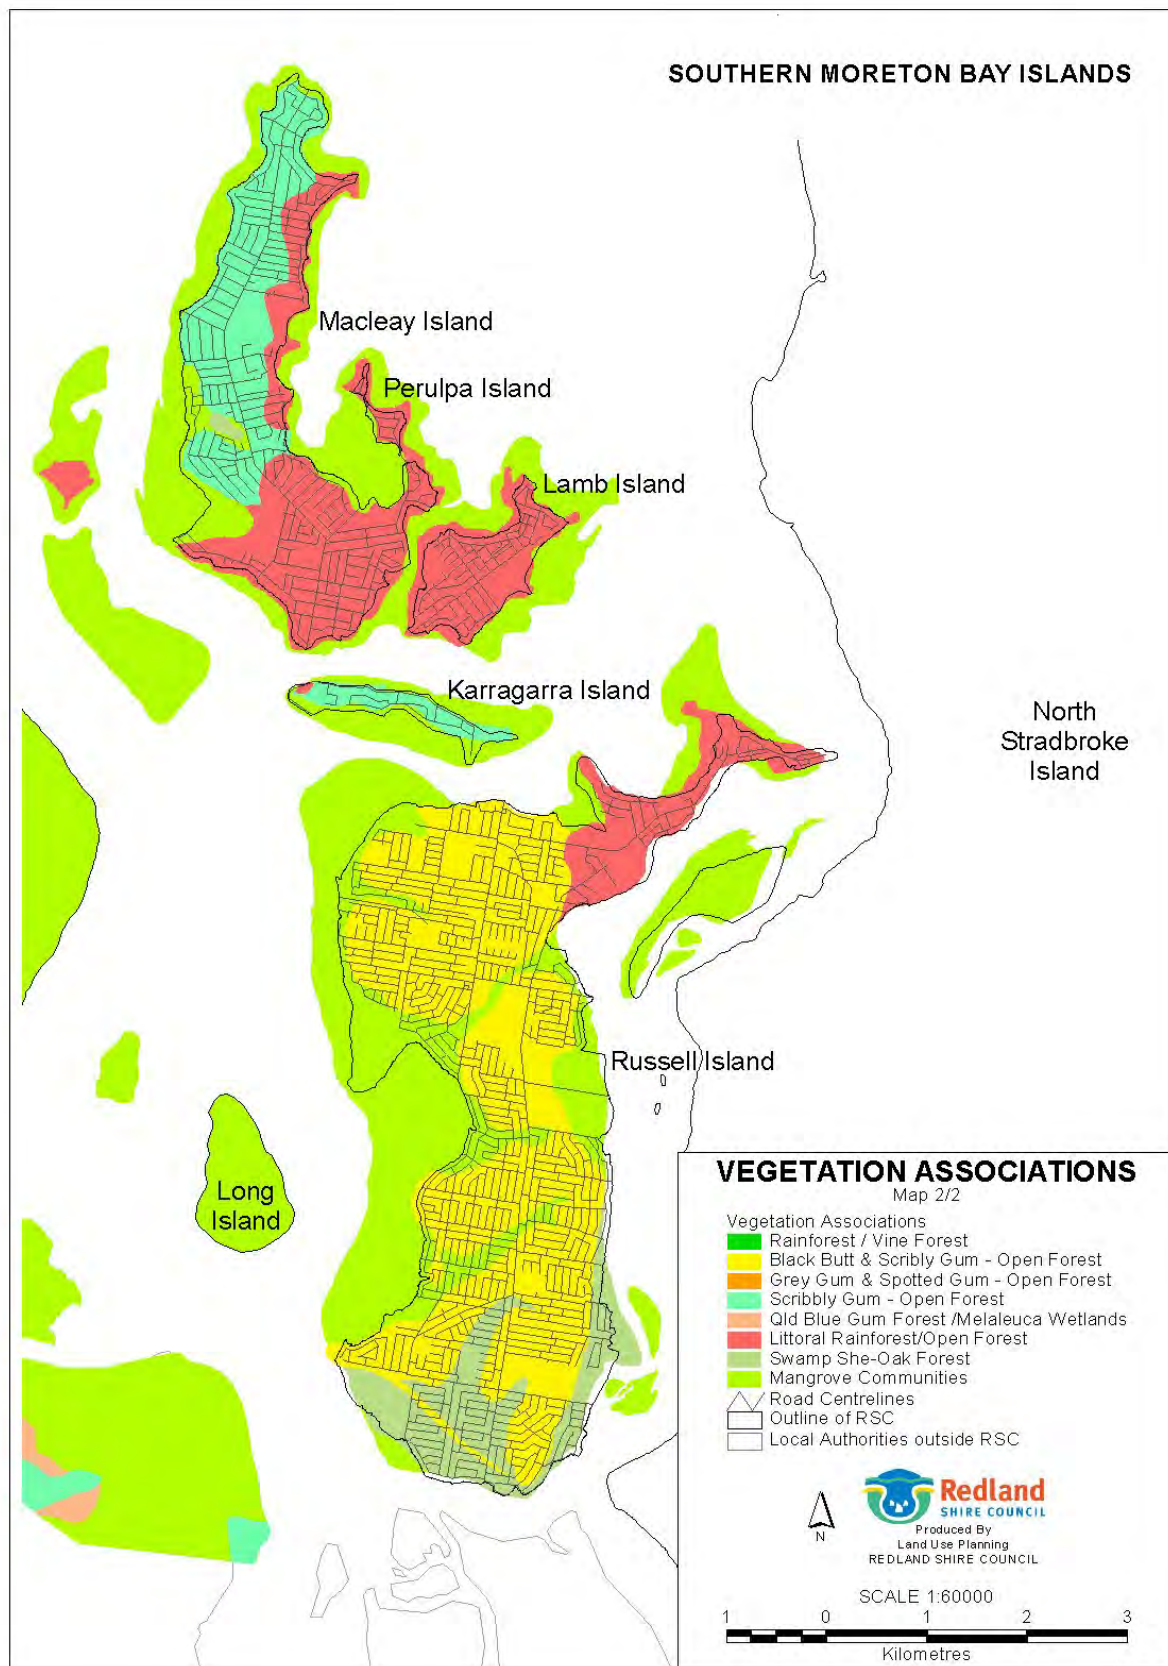 SOUTHERN MORETON BAY ISLANDS
Macleay Island
Perulpa Island
Lamb Island
Karragarra Island
North
Stradbroke
Island
Russell Island
Long
Island
VEGETATION ASSOCIATIONS
Map 2/2
Vegetation Associations
Rainforest / Vine Forest
Black Butt & Scribly Gum - Open Forest
Grey Gum & Spotted Gum - Open Forest
Scribbly Gum - Open Forest
Qld Blue Gum Forest /Melaleuca Wetlands
Littoral Rainforest/Open Forest
Swamp She-Oak Forest
Mangrove Communities
Road Centrelines
Outline of RSC
Local Authorities outside RSC
N
Redland
SHIRE COUNCIL
Produced By
Land Use Planning
REDLAND SHIRE COUNCIL
SCALE 1:60000
1 0 1 2 3
Kilometres